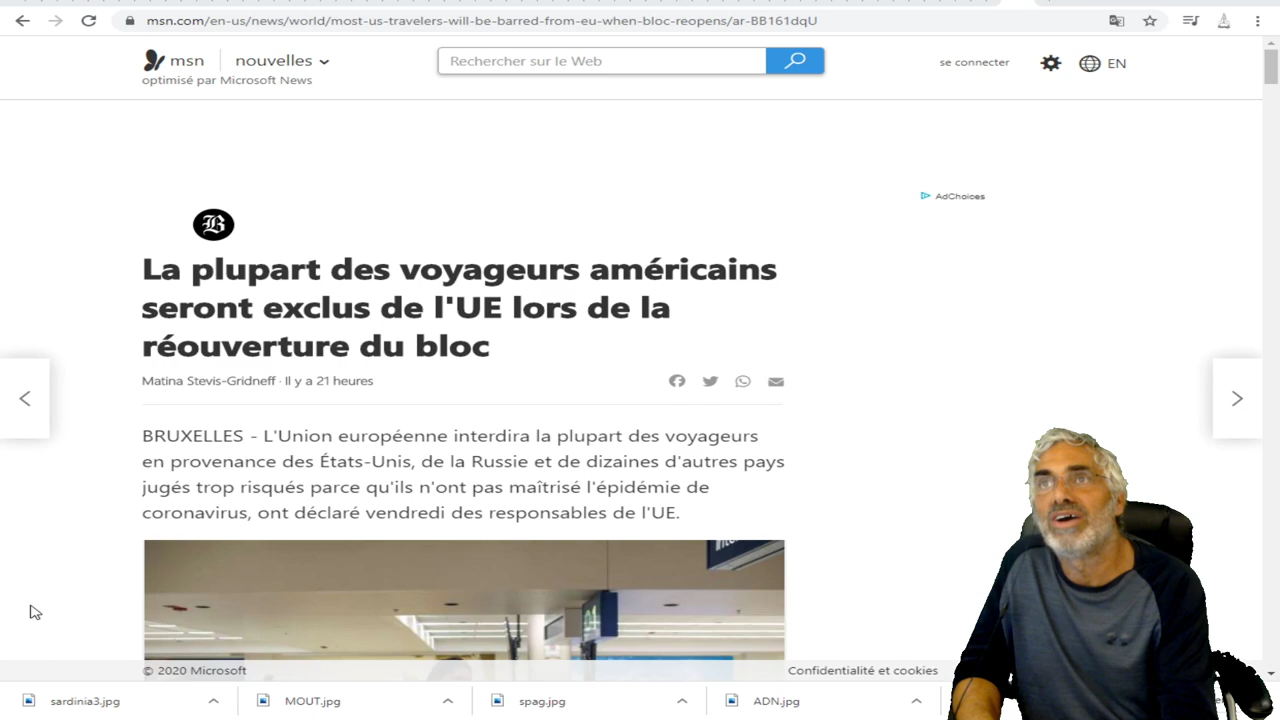 msn.com/en-us/news/world/most-us-travelers-will-be-barred-from-eu-when-bloc-reopens/ar-BB161dqU
msn nouvelles
optimisé par Microsoft News
Rechercher sur le Web
se connecter
EN
AdChoices
B
La plupart des voyageurs américains
seront exclus de l'UE lors de la
réouverture du bloc
Matina Stevis-Gridneff · Il y a 21 heures
BRUXELLES - L'Union européenne interdira la plupart des voyageurs
en provenance des États-Unis, de la Russie et de dizaines d'autres pays
jugés trop risqués parce qu'ils n'ont pas maîtrisé l'épidémie de
coronavirus, ont déclaré vendredi des responsables de l'UE.
© 2020 Microsoft
Confidentialité et cookies
sardinia3.jpg
MOUT.jpg
spag.jpg
ADN.jpg